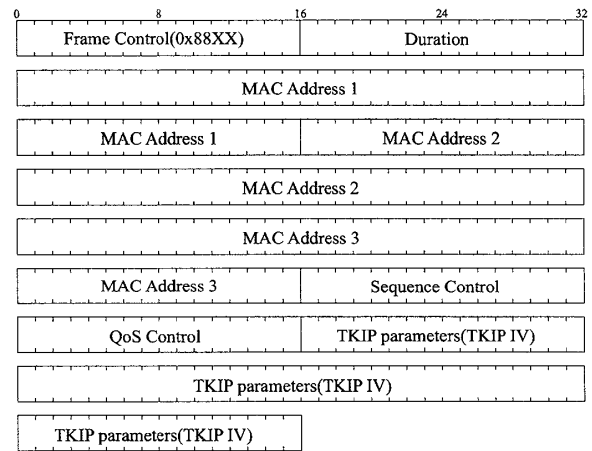 0 8 16 24 32
Frame Control(0x88XX) Duration
MAC Address 1
MAC Address 1 MAC Address 2
MAC Address 2
MAC Address 3
MAC Address 3 Sequence Control
QoS Control TKIP parameters(TKIP IV)
TKIP parameters(TKIP IV)
TKIP parameters(TKIP IV)